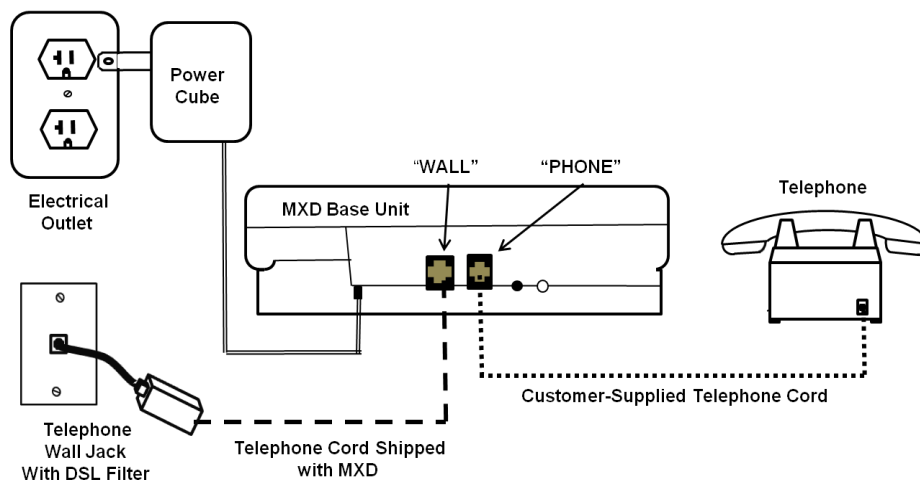 Power
Cube
Electrical
Outlet
"WALL"
"PHONE"
MXD Base Unit
Telephone
Customer-Supplied Telephone Cord
Telephone
Wall Jack
With DSL Filter
Telephone Cord Shipped
with MXD